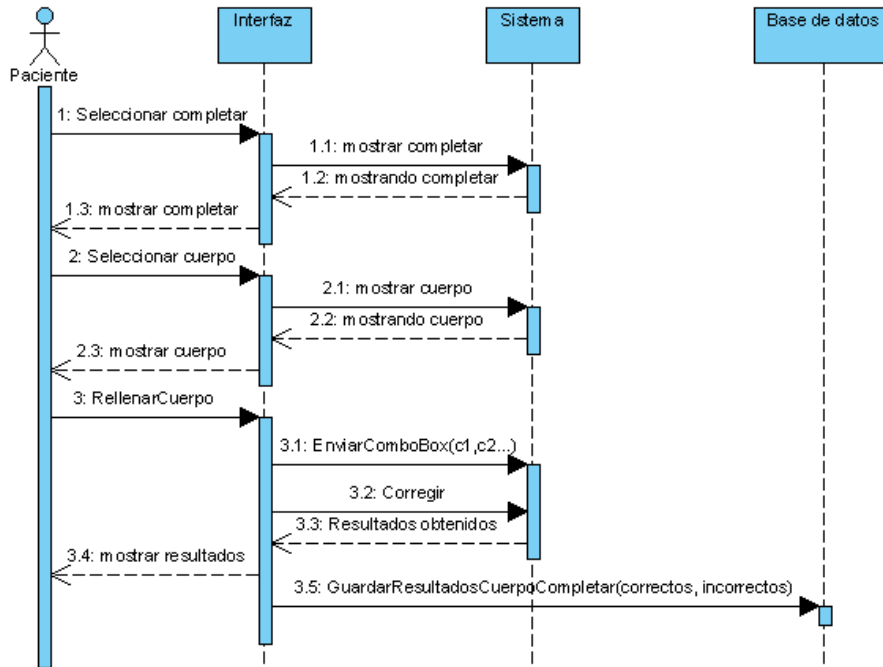 Interfaz
Sistema
Base de datos
Paciente
1: Seleccionar completar
1.1: mostrar completar
1.2: mostrando completar
1.3: mostrar completar
2: Seleccionar cuerpo
2.1: mostrar cuerpo
2.2: mostrando cuerpo
2.3: mostrar cuerpo
3: RellenarCuerpo
3.1: EnviarComboBox(c1,c2...)
3.2: Corregir
3.3: Resultados obtenidos
3.4: mostrar resultados
3.5: GuardarResultadosCuerpoCompletar(correctos, incorrectos)